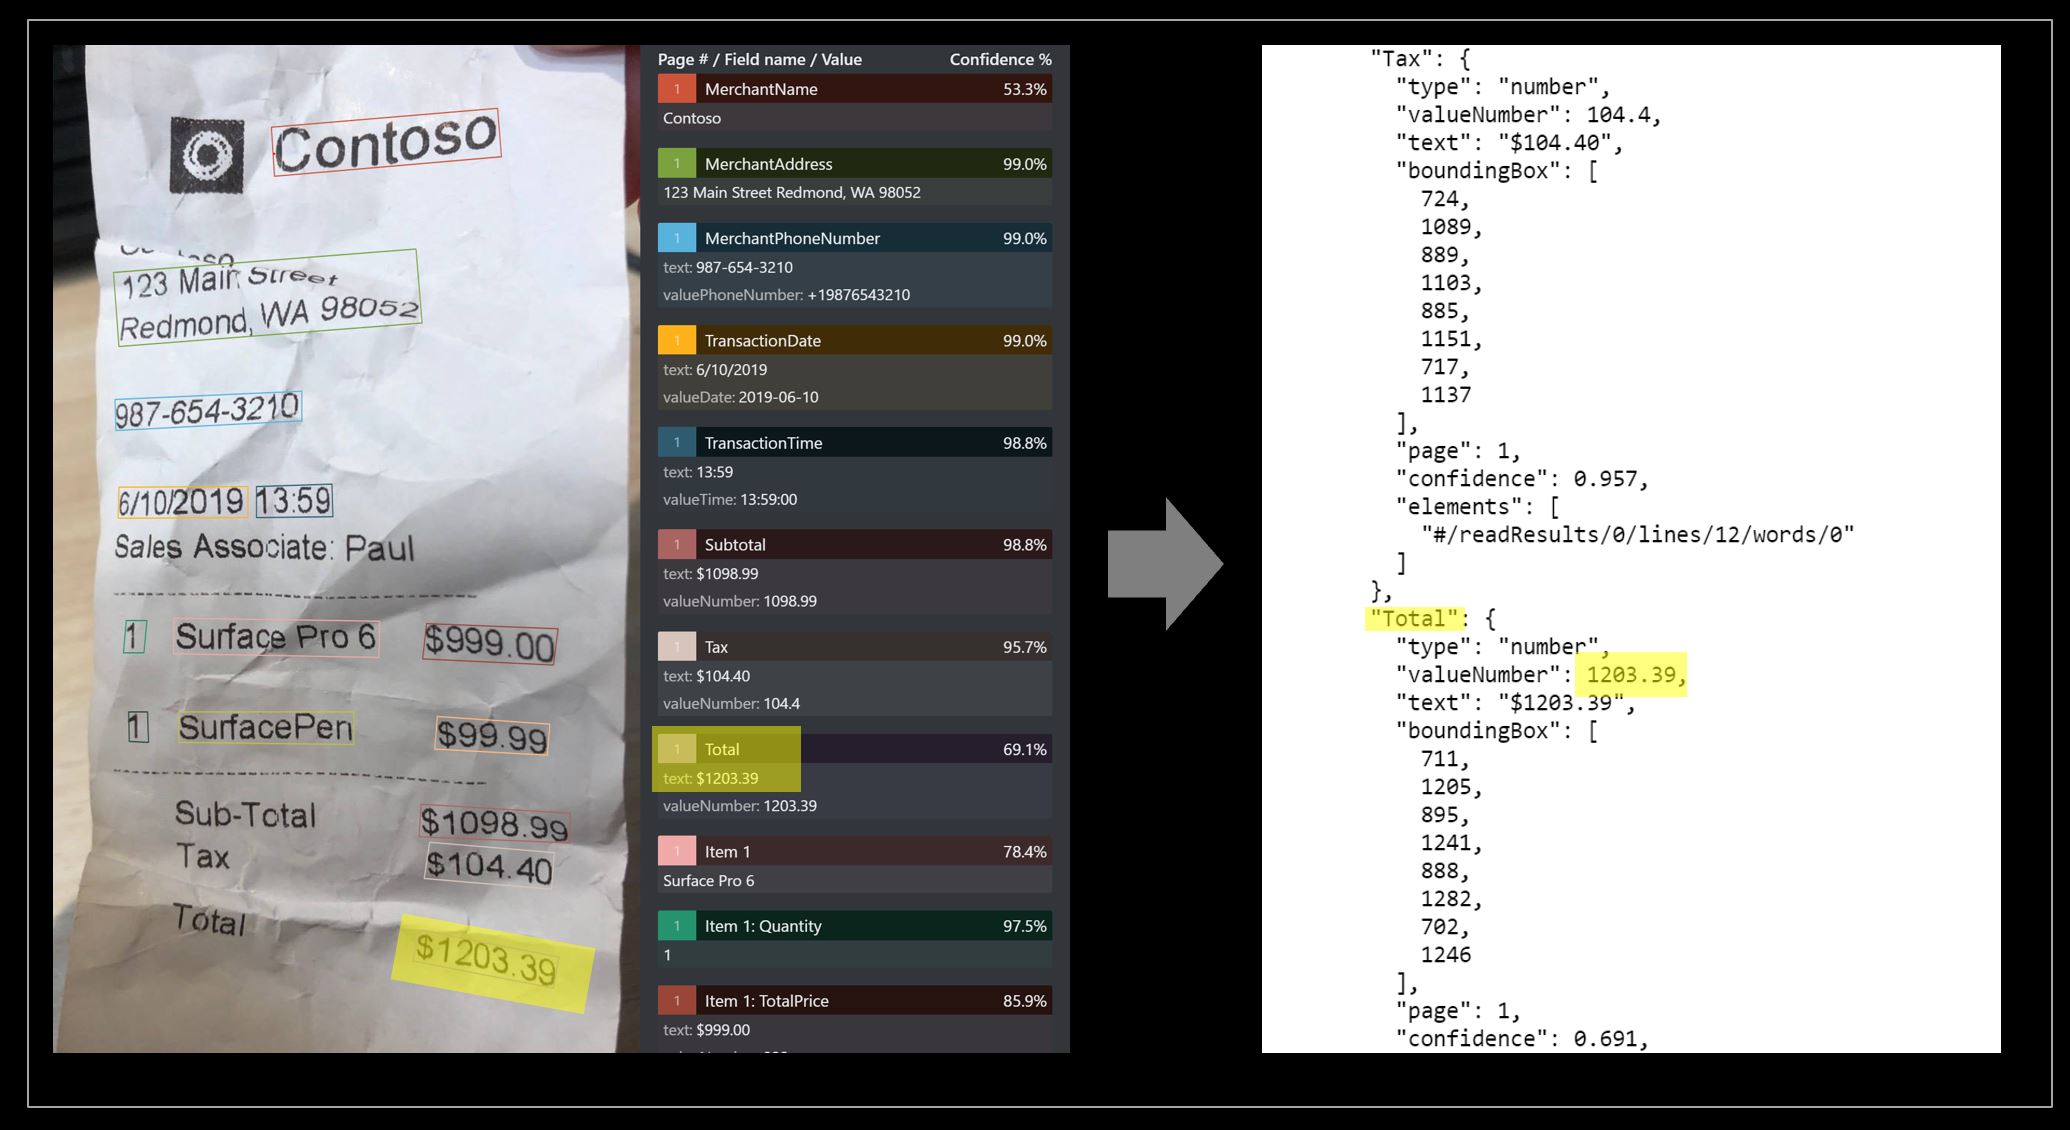 Contoso
123 Main Street
Redmond, WA 98052
987-654-3210
6/10/2019 13:59
Sales Associate: Paul
1 Surface Pro 6 $999.00
1 SurfacePen $99.99
Sub-Total $1098.99
Tax $104.40
Total $1203.39
Page # / Field name / Value Confidence %
1 MerchantName 53.3%
Contoso
1 MerchantAddress 99.0%
123 Main Street Redmond, WA 98052
1 MerchantPhoneNumber 99.0%
text: 987-654-3210
valuePhoneNumber: +19876543210
1 TransactionDate 99.0%
text: 6/10/2019
valueDate: 2019-06-10
1 TransactionTime 98.8%
text: 13:59
valueTime: 13:59:00
1 Subtotal 98.8%
text: $1098.99
valueNumber: 1098.99
1 Tax 95.7%
text: $104.40
valueNumber: 104.4
1 Total 69.1%
text: $1203.39
valueNumber: 1203.39
1 Item 1 78.4%
Surface Pro 6
1 Item 1: Quantity 97.5%
1
1 Item 1: TotalPrice 85.9%
text: $999.00
"Tax": {
"type": "number",
"valueNumber": 104.4,
"text": "$104.40",
"boundingBox": [
724,
1089,
889,
1103,
885,
1151,
717,
1137
],
"page": 1,
"confidence": 0.957,
"elements": [
"#/readResults/0/lines/12/words/0"
]
},
"Total": {
"type": "number",
"valueNumber": 1203.39,
"text": "$1203.39",
"boundingBox": [
711,
1205,
895,
1241,
888,
1282,
702,
1246
],
"page": 1,
"confidence": 0.691,